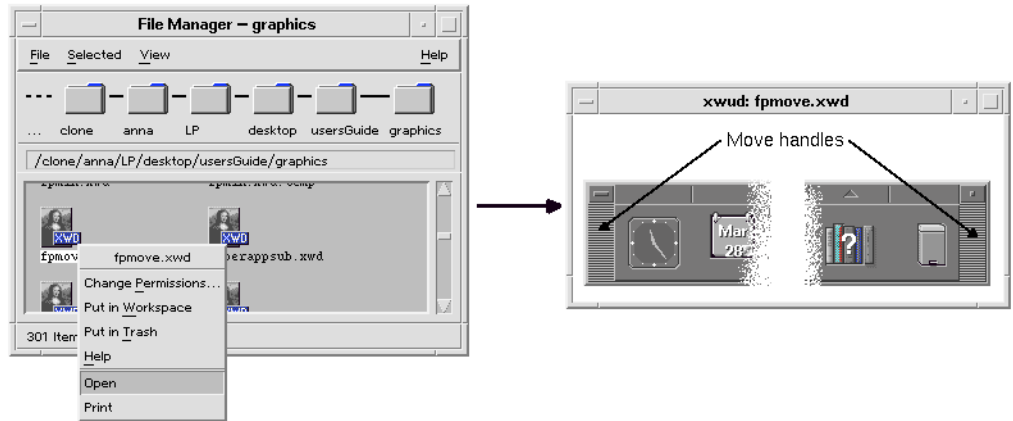 File Manager – graphics
File Selected View Help
... clone anna LP desktop usersGuide graphics
/clone/anna/LP/desktop/usersGuide/graphics
XWD XWD
fpmov
perappsub.xwd
fpmove.xwd
Change Permissions...
Put in Workspace
Put in Trash
Help
Open
Print
301 Item
xwud: fpmove.xwd
Move handles
Mar
28
?